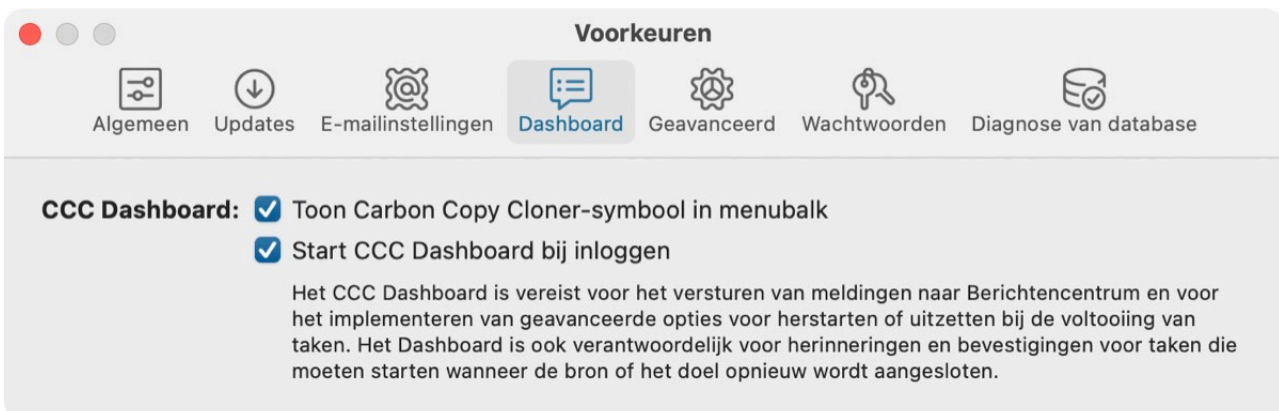 Voorkeuren
Algemeen Updates E-mailinstellingen Dashboard Geavanceerd Wachtwoorden Diagnose van database
CCC Dashboard: Toon Carbon Copy Cloner-symbool in menubalk
Start CCC Dashboard bij inloggen
Het CCC Dashboard is vereist voor het versturen van meldingen naar Berichtencentrum en voor
het implementeren van geavanceerde opties voor herstarten of uitzetten bij de voltooiing van
taken. Het Dashboard is ook verantwoordelijk voor herinneringen en bevestigingen voor taken die
moeten starten wanneer de bron of het doel opnieuw wordt aangesloten.